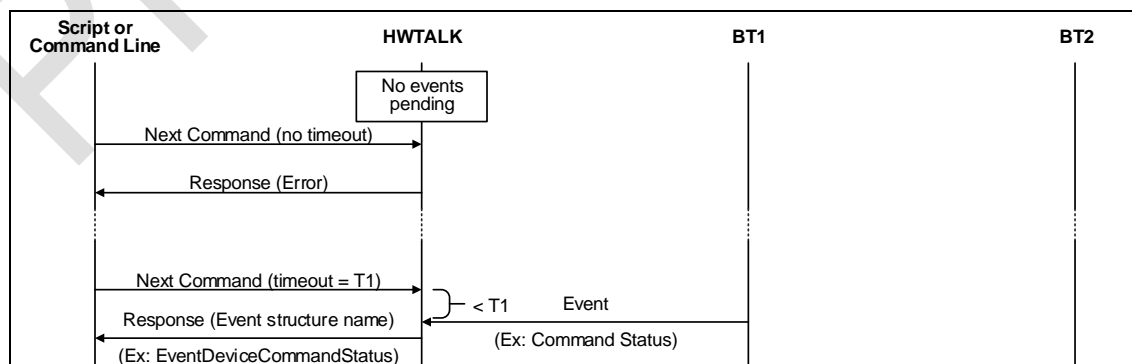 Script or
Command Line
HWTALK
BT1
BT2
No events
pending
Next Command (no timeout)
Response (Error)
Next Command (timeout = T1)
< T1
Event
Response (Event structure name)
(Ex: Command Status)
(Ex: EventDeviceCommandStatus)